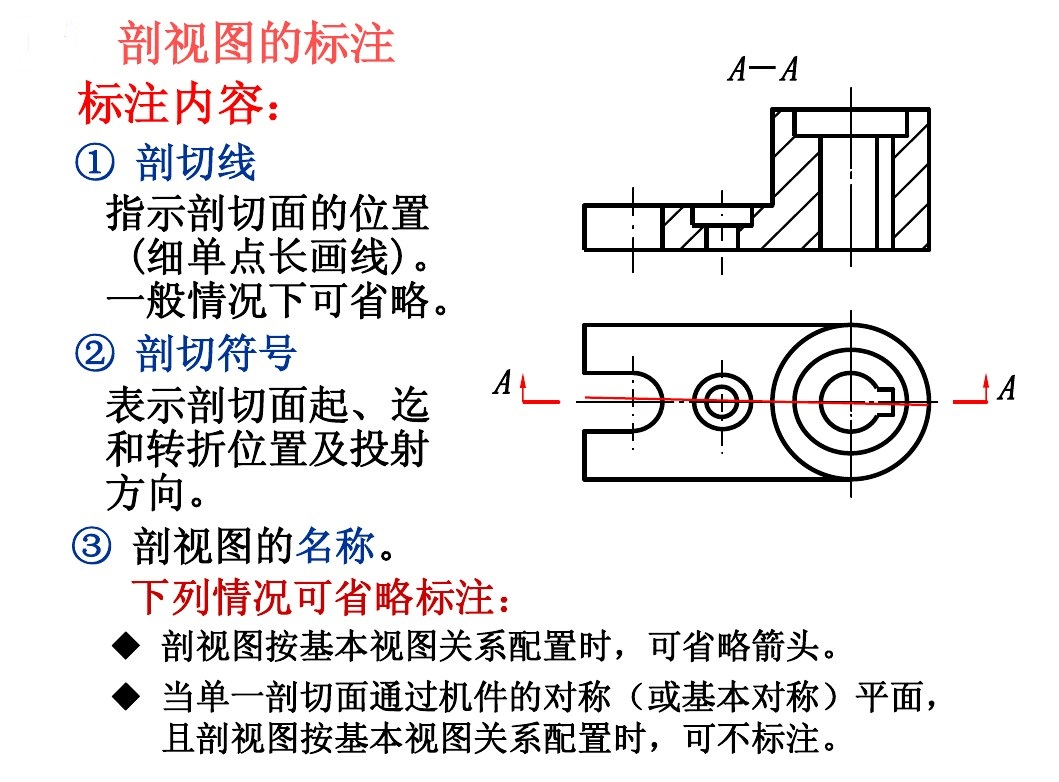 剖视图的标注
标注内容：
① 剖切线
指示剖切面的位置
(细单点长画线)。
一般情况下可省略。
② 剖切符号
表示剖切面起、迄
和转折位置及投射
方向。
③ 剖视图的名称。
下列情况可省略标注：
◆ 剖视图按基本视图关系配置时，可省略箭头。
◆ 当单一剖切面通过机件的对称（或基本对称）平面，
且剖视图按基本视图关系配置时，可不标注。
A—A
A
A